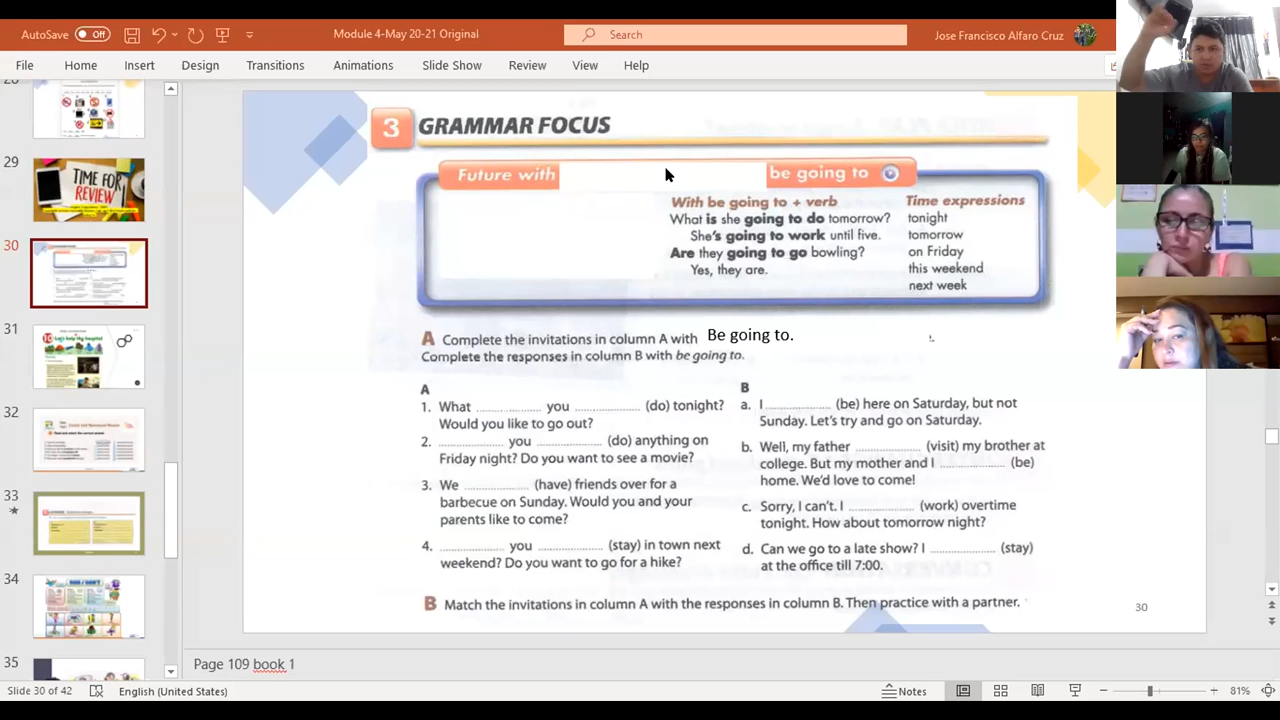 AutoSave Off Module 4-May 20-21 Original Search Jose Francisco Alfaro Cruz
File Home Insert Design Transitions Animations Slide Show Review View Help
29
TIME FOR
REVIEW
30
31
32
33
34
35
3 GRAMMAR FOCUS
Future with be going to
With be going to + verb
What is she going to do tomorrow?
She's going to work until five.
Are they going to go bowling?
Yes, they are.
Time expressions
tonight
tomorrow
on Friday
this weekend
next week
A Complete the invitations in column A with Be going to.
Complete the responses in column B with be going to.
A
1. What ............... you ............... (do) tonight?
Would you like to go out?
2. ............... you ............... (do) anything on
Friday night? Do you want to see a movie?
3. We ............... (have) friends over for a
barbecue on Sunday. Would you and your
parents like to come?
4. ............... you ............... (stay) in town next
weekend? Do you want to go for a hike?
B
a. I ............... (be) here on Saturday, but not
Sunday. Let's try and go on Saturday.
b. Well, my father ............... (visit) my brother at
college. But my mother and I ............... (be)
home. We'd love to come!
c. Sorry, I can't. I ............... (work) overtime
tonight. How about tomorrow night?
d. Can we go to a late show? I ............... (stay)
at the office till 7:00.
B Match the invitations in column A with the responses in column B. Then practice with a partner.
30
Page 109 book 1
Slide 30 of 42 English (United States) Notes 81%